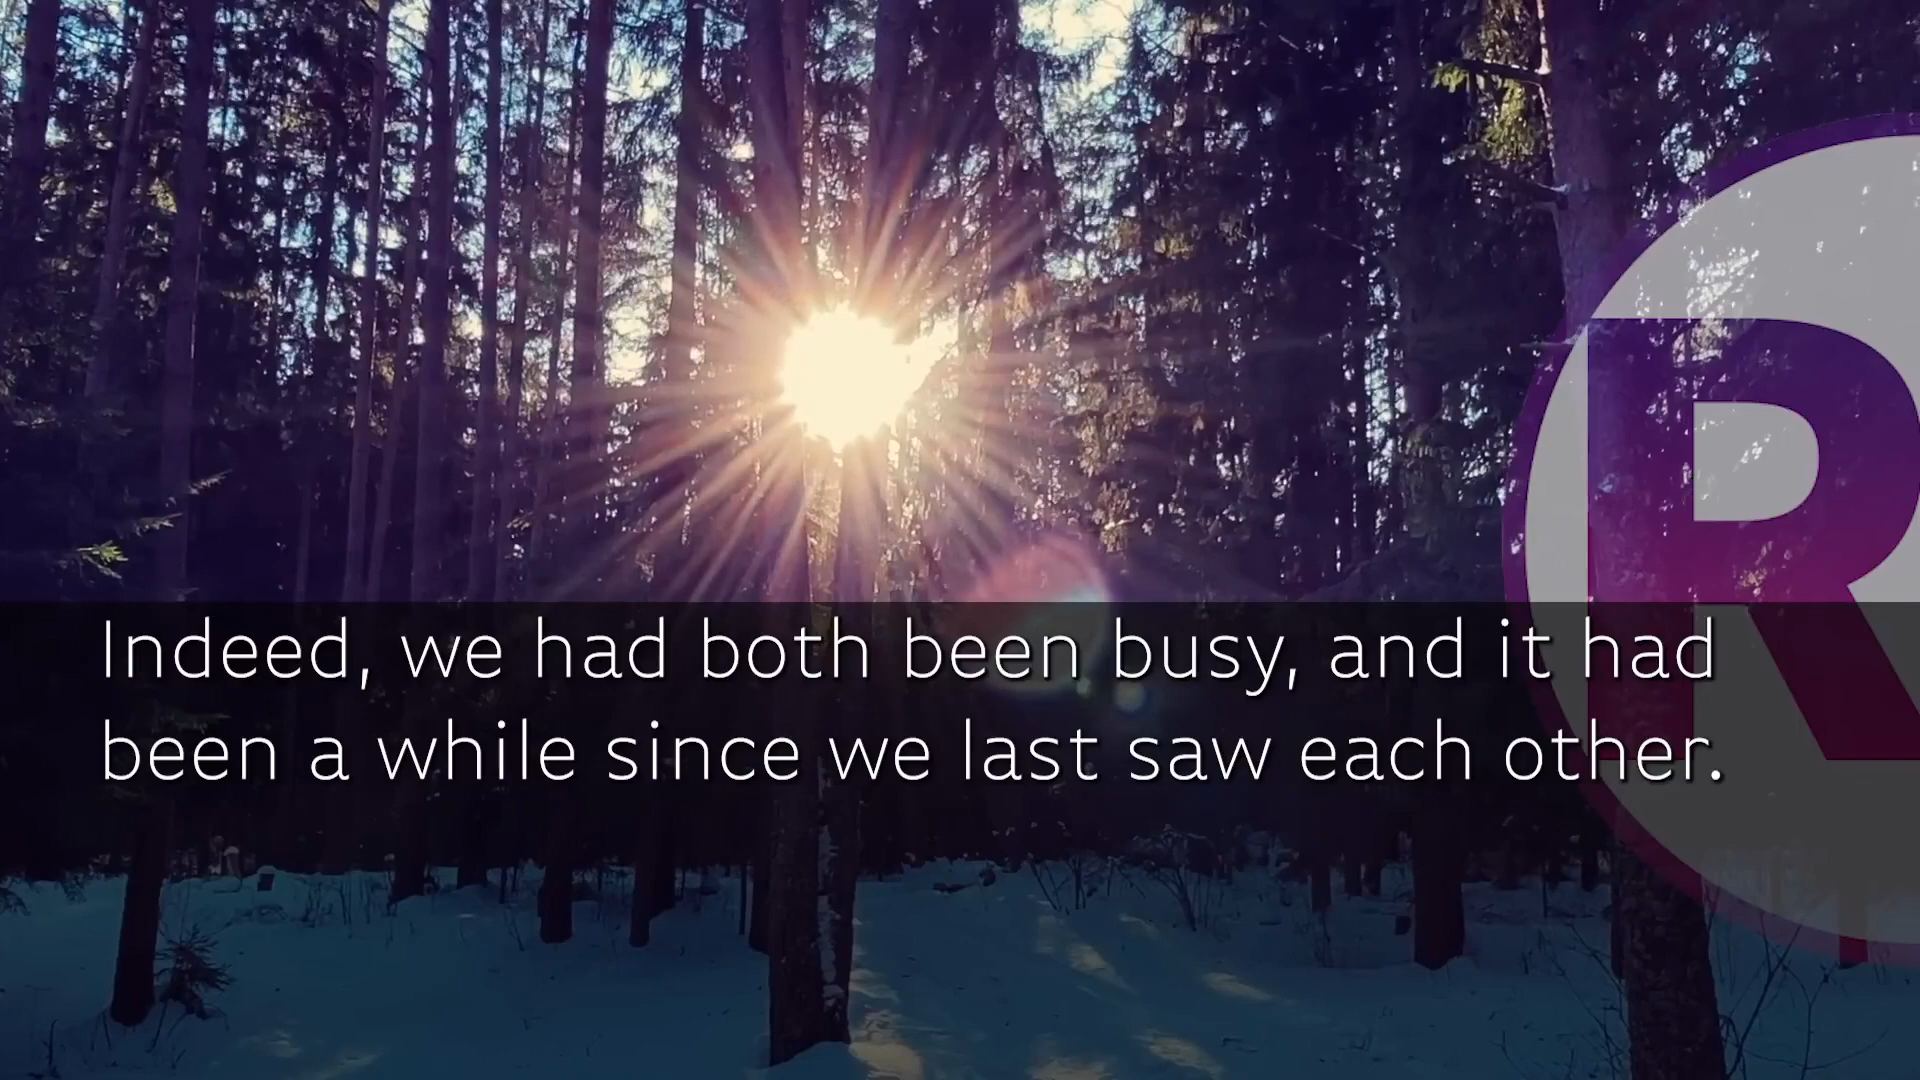 Indeed, we had both been busy, and it had
been a while since we last saw each other.
R